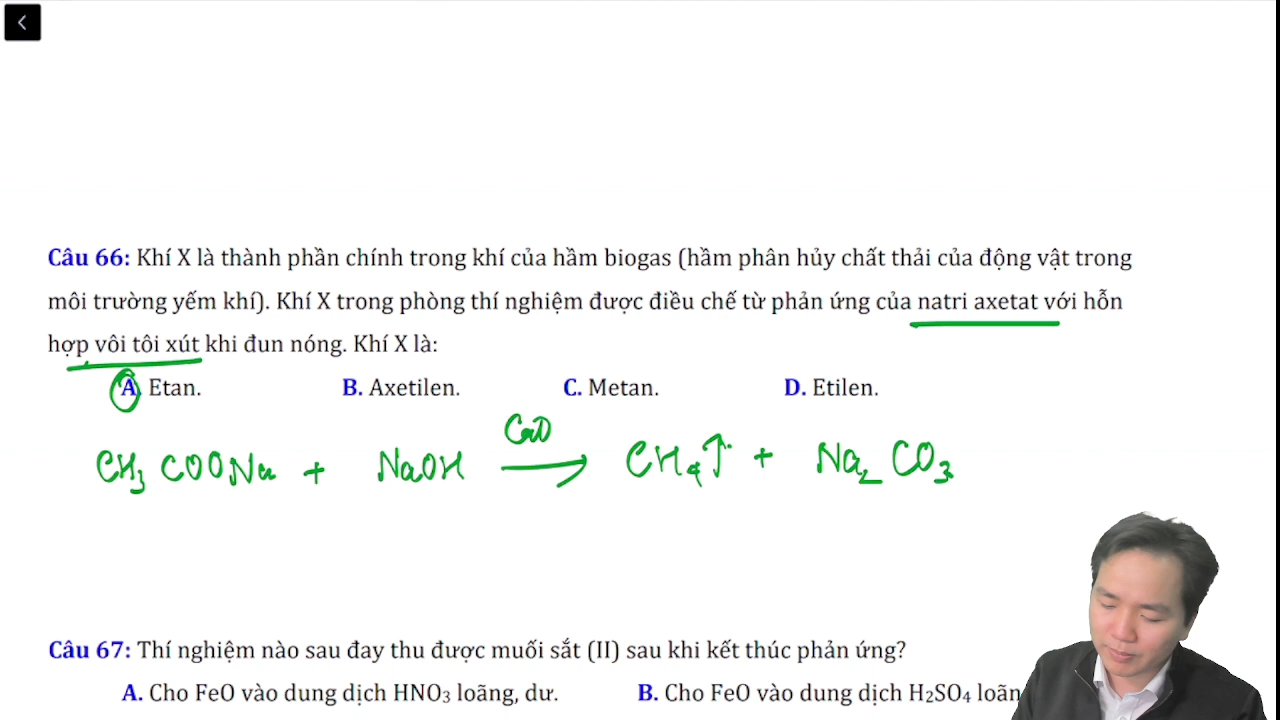 Câu 66: Khí X là thành phần chính trong khí của hầm biogas (hầm phân hủy chất thải của động vật trong
môi trường yếm khí). Khí X trong phòng thí nghiệm được điều chế từ phản ứng của natri axetat với hỗn
hợp vôi tôi xút khi đun nóng. Khí X là:
A. Etan. B. Axetilen. C. Metan. D. Etilen.
CaO
CH₃COONa + NaOH → CH₄↑ + Na₂CO₃
Câu 67: Thí nghiệm nào sau đay thu được muối sắt (II) sau khi kết thúc phản ứng?
A. Cho FeO vào dung dịch HNO₃ loãng, dư. B. Cho FeO vào dung dịch H₂SO₄ loãn